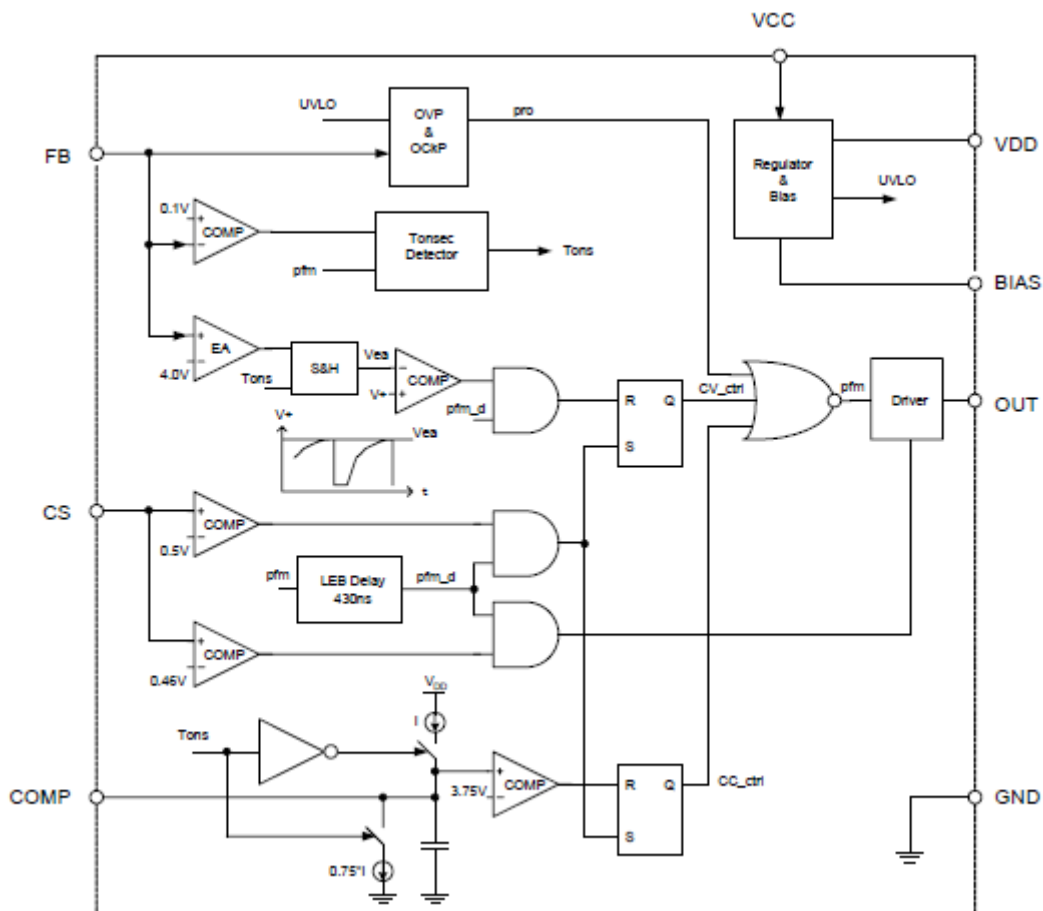 VCC
UVLO
OVP
&
OCkP
pro
FB
Regulator
&
Bias
VDD
UVLO
0.1V
+
−
COMP
Tonsec
Detector
Tons
pfm
BIAS
+
−
EA
4.0V
S&H
Tons
Vea
−
V+
+
COMP
pfm_d
R
Q
S
CV_ctrl
pfm
Driver
OUT
V+
Vea
t
CS
+
−
COMP
0.5V
pfm
LEB Delay
430ns
pfm_d
+
−
COMP
0.45V
V_DD
I
Tons
COMP
+
−
COMP
3.75V
R
Q
S
CC_ctrl
GND
0.75*I